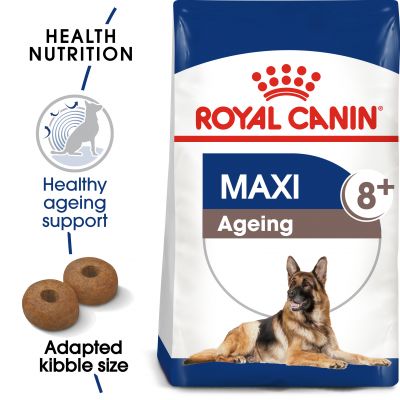 HEALTH
NUTRITION
Healthy
ageing
support
Adapted
kibble size
ROYAL CANIN
MAXI
8+
Ageing